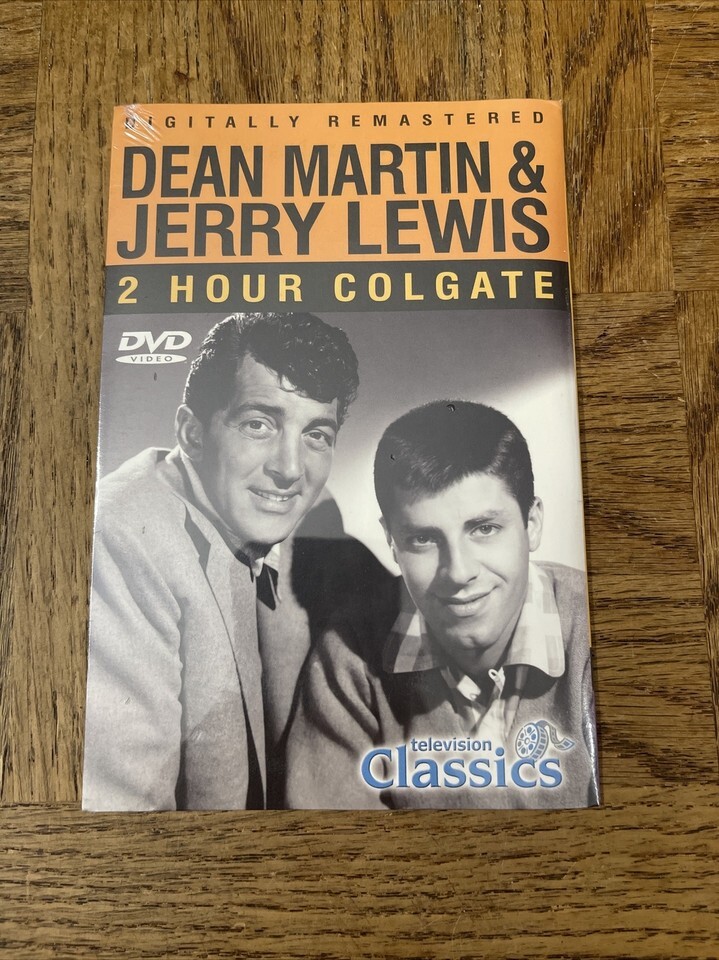 DIGITALLY REMASTERED
DEAN MARTIN &
JERRY LEWIS
2 HOUR COLGATE
DVD
VIDEO
television
Classics